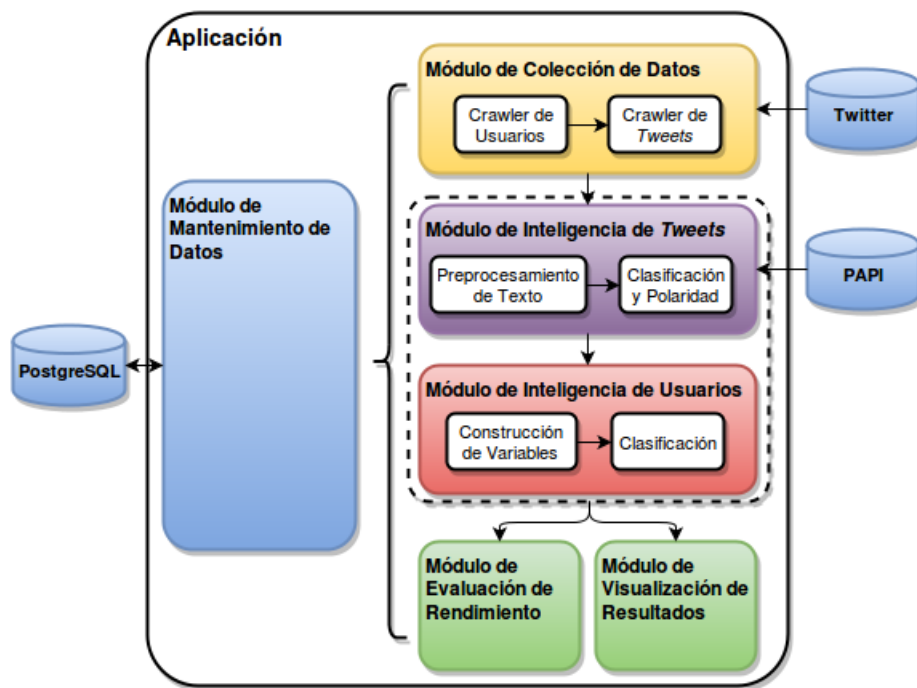 Aplicación
Módulo de Colección de Datos
Crawler de
Usuarios
Crawler de
Tweets
Twitter
Módulo de
Mantenimiento de
Datos
Módulo de Inteligencia de Tweets
Preprocesamiento
de Texto
Clasificación
y Polaridad
PAPI
PostgreSQL
Módulo de Inteligencia de Usuarios
Construcción
de Variables
Clasificación
Módulo de
Evaluación de
Rendimiento
Módulo de
Visualización de
Resultados